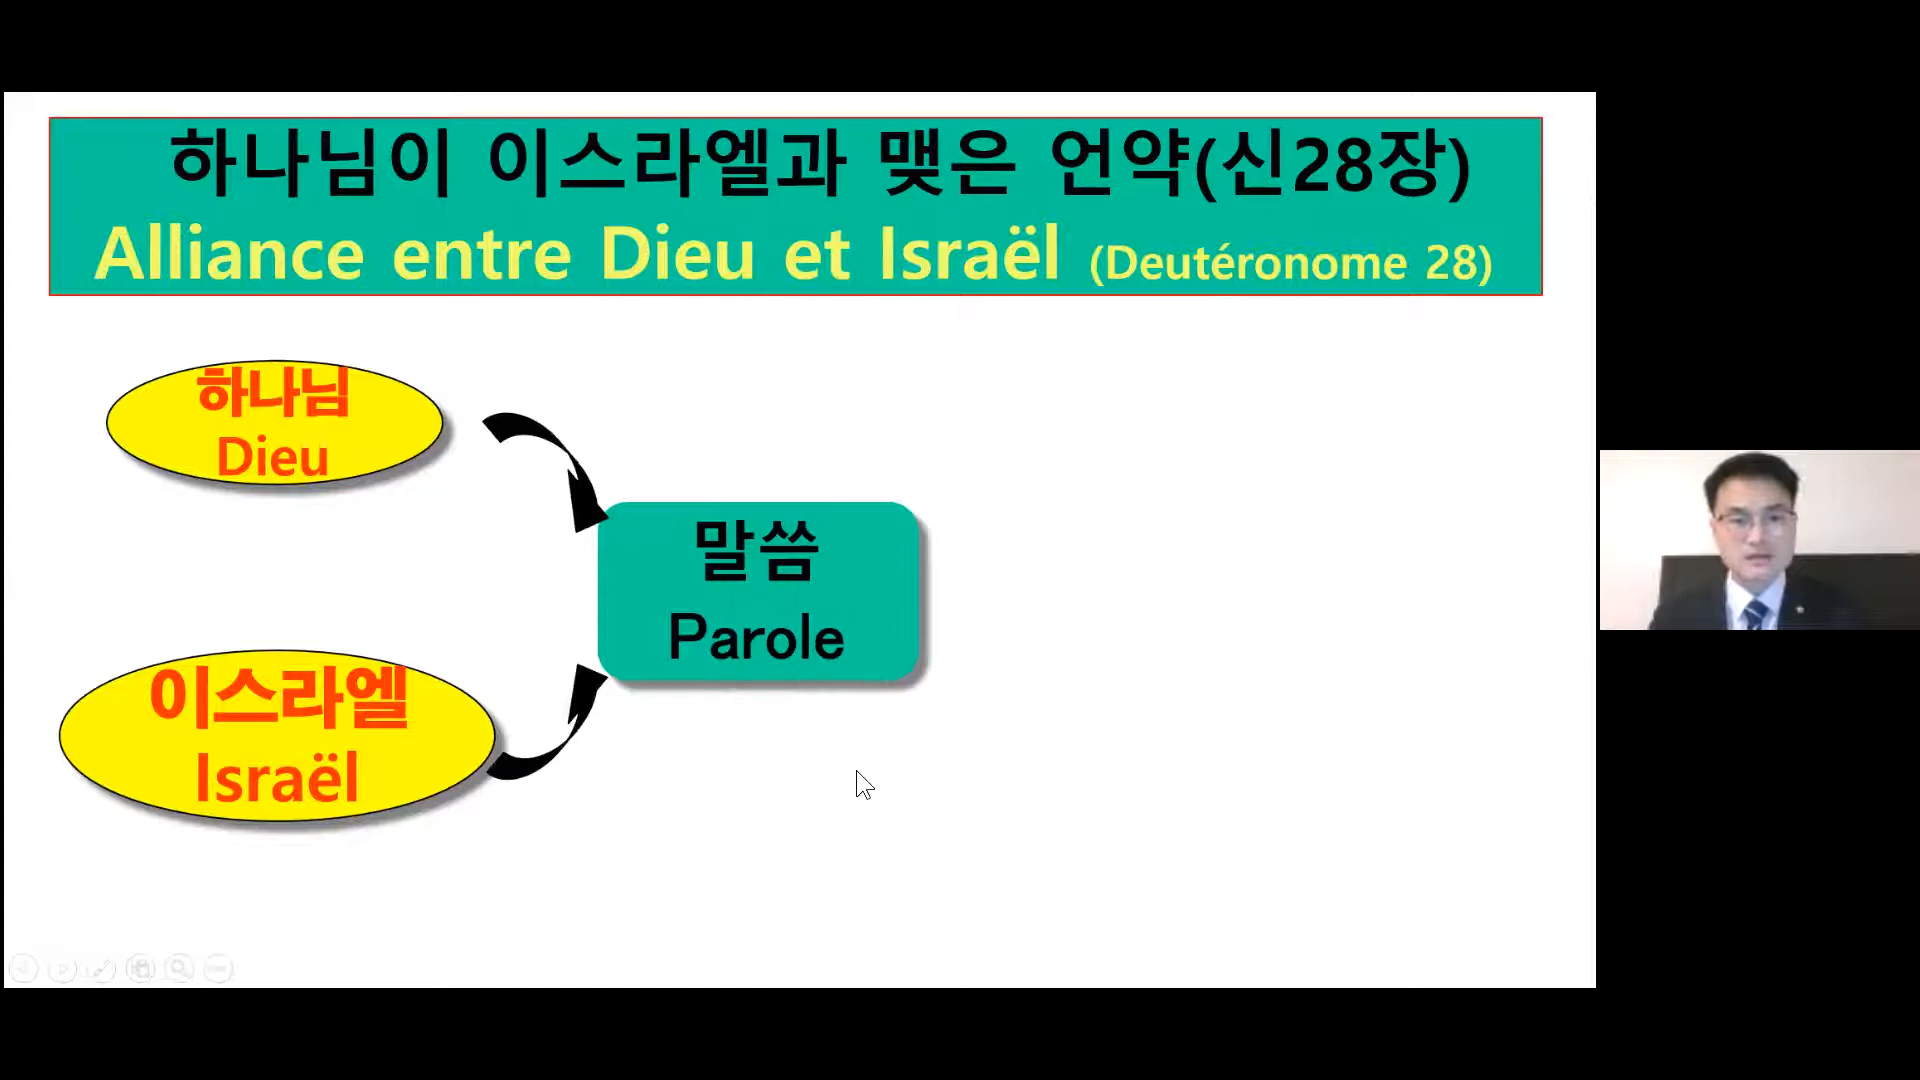 하나님이 이스라엘과 맺은 언약(신28장)
Alliance entre Dieu et Israël (Deutéronome 28)
하나님
Dieu
말씀
Parole
이스라엘
Israël